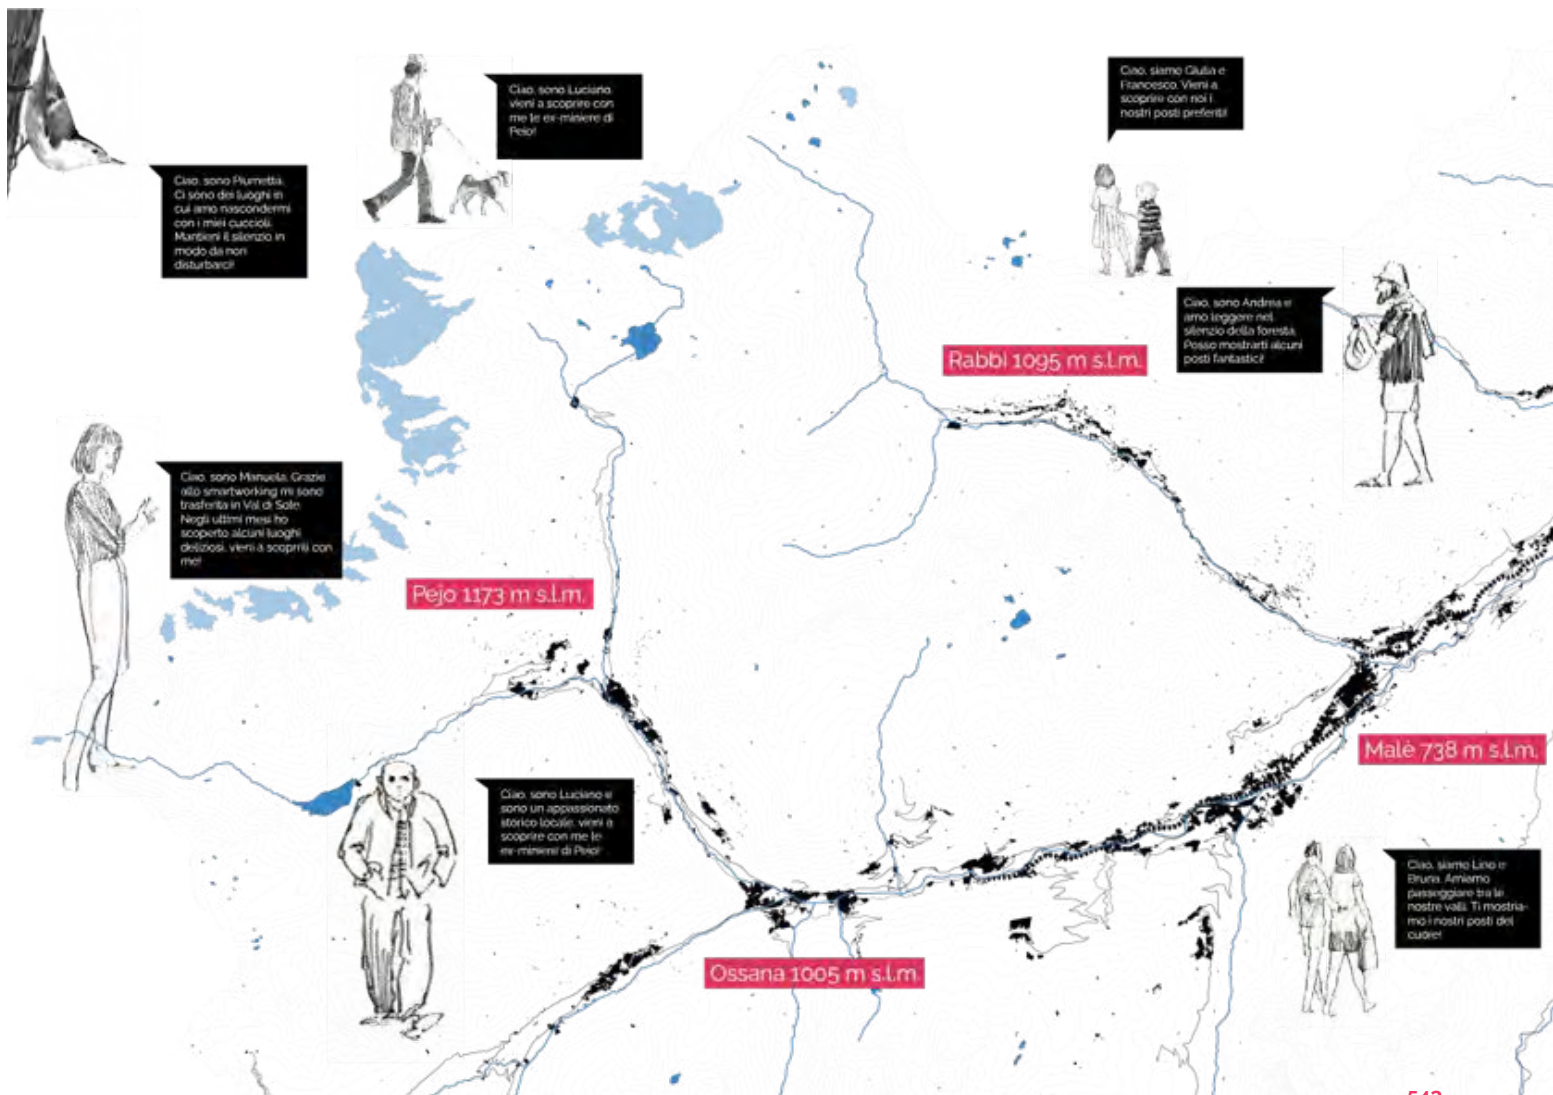 Ciao, sono Luciano,
vieni a scoprire con
me le ex-miniere di
Peio!
Ciao, siamo Giulia e
Francesco. Vieni a
scoprire con noi i
nostri posti preferiti!
Ciao, sono Piumetta.
Ci sono dei luoghi in
cui amo nascondermi
con i miei cuccioli.
Mantieni il silenzio in
modo da non
disturbarci!
Ciao, sono Andrea e
amo leggere nel
silenzio della foresta.
Posso mostrarti alcuni
posti fantastici!
Rabbi 1095 m s.l.m.
Ciao, sono Manuela. Grazie
allo smartworking mi sono
trasferita in Val di Sole.
Negli ultimi mesi ho
scoperto alcuni luoghi
deliziosi, vieni a scoprirli con
me!
Pejo 1173 m s.l.m.
Malè 738 m s.l.m.
Ciao, sono Luciano e
sono un appassionato
storico locale, vieni a
scoprire con me le
ex-miniere di Peio!
Ciao, siamo Lino e
Bruna. Amiamo
passeggiare tra le
nostre valli. Ti mostria-
mo i nostri posti del
cuore!
Ossana 1005 m s.l.m.